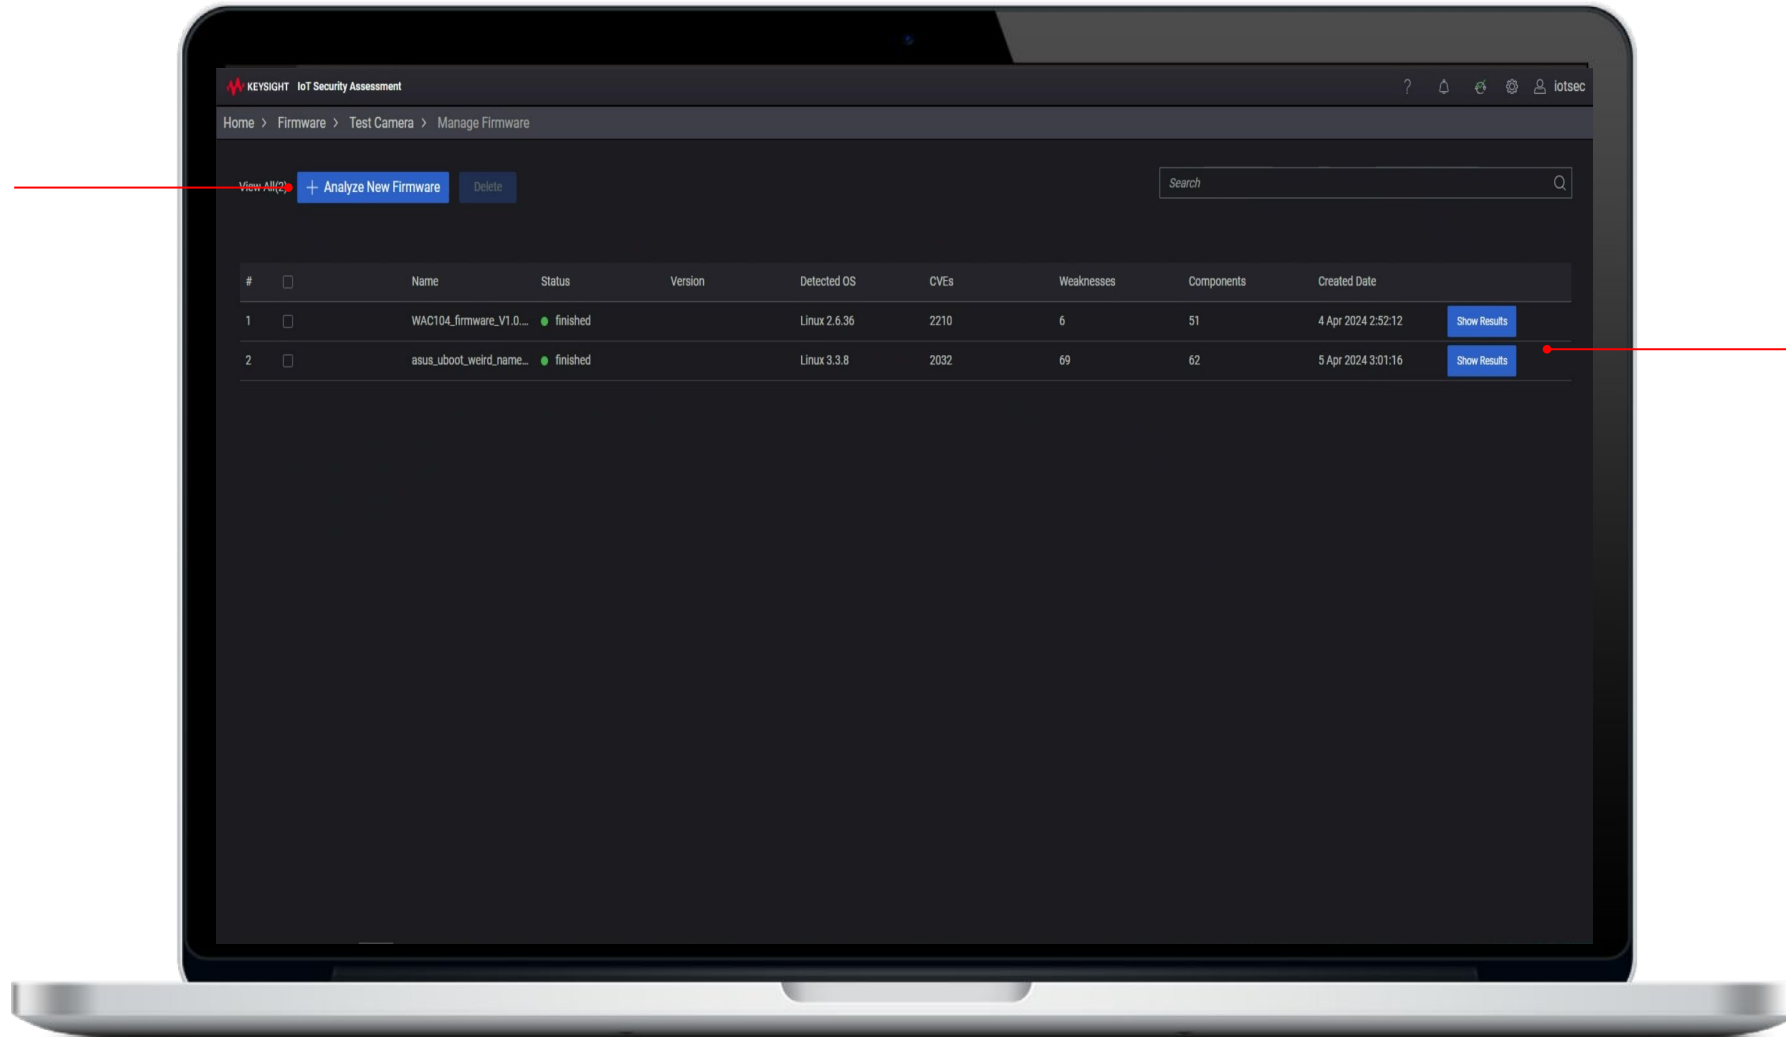 KEYSIGHT IoT Security Assessment
? iotsec
Home > Firmware > Test Camera > Manage Firmware
View All(2) + Analyze New Firmware Delete Search
# Name Status Version Detected OS CVEs Weaknesses Components Created Date
1 WAC104_firmware_V1.0.... finished Linux 2.6.36 2210 6 51 4 Apr 2024 2:52:12 Show Results
2 asus_uboot_weird_name... finished Linux 3.3.8 2032 69 62 5 Apr 2024 3:01:16 Show Results